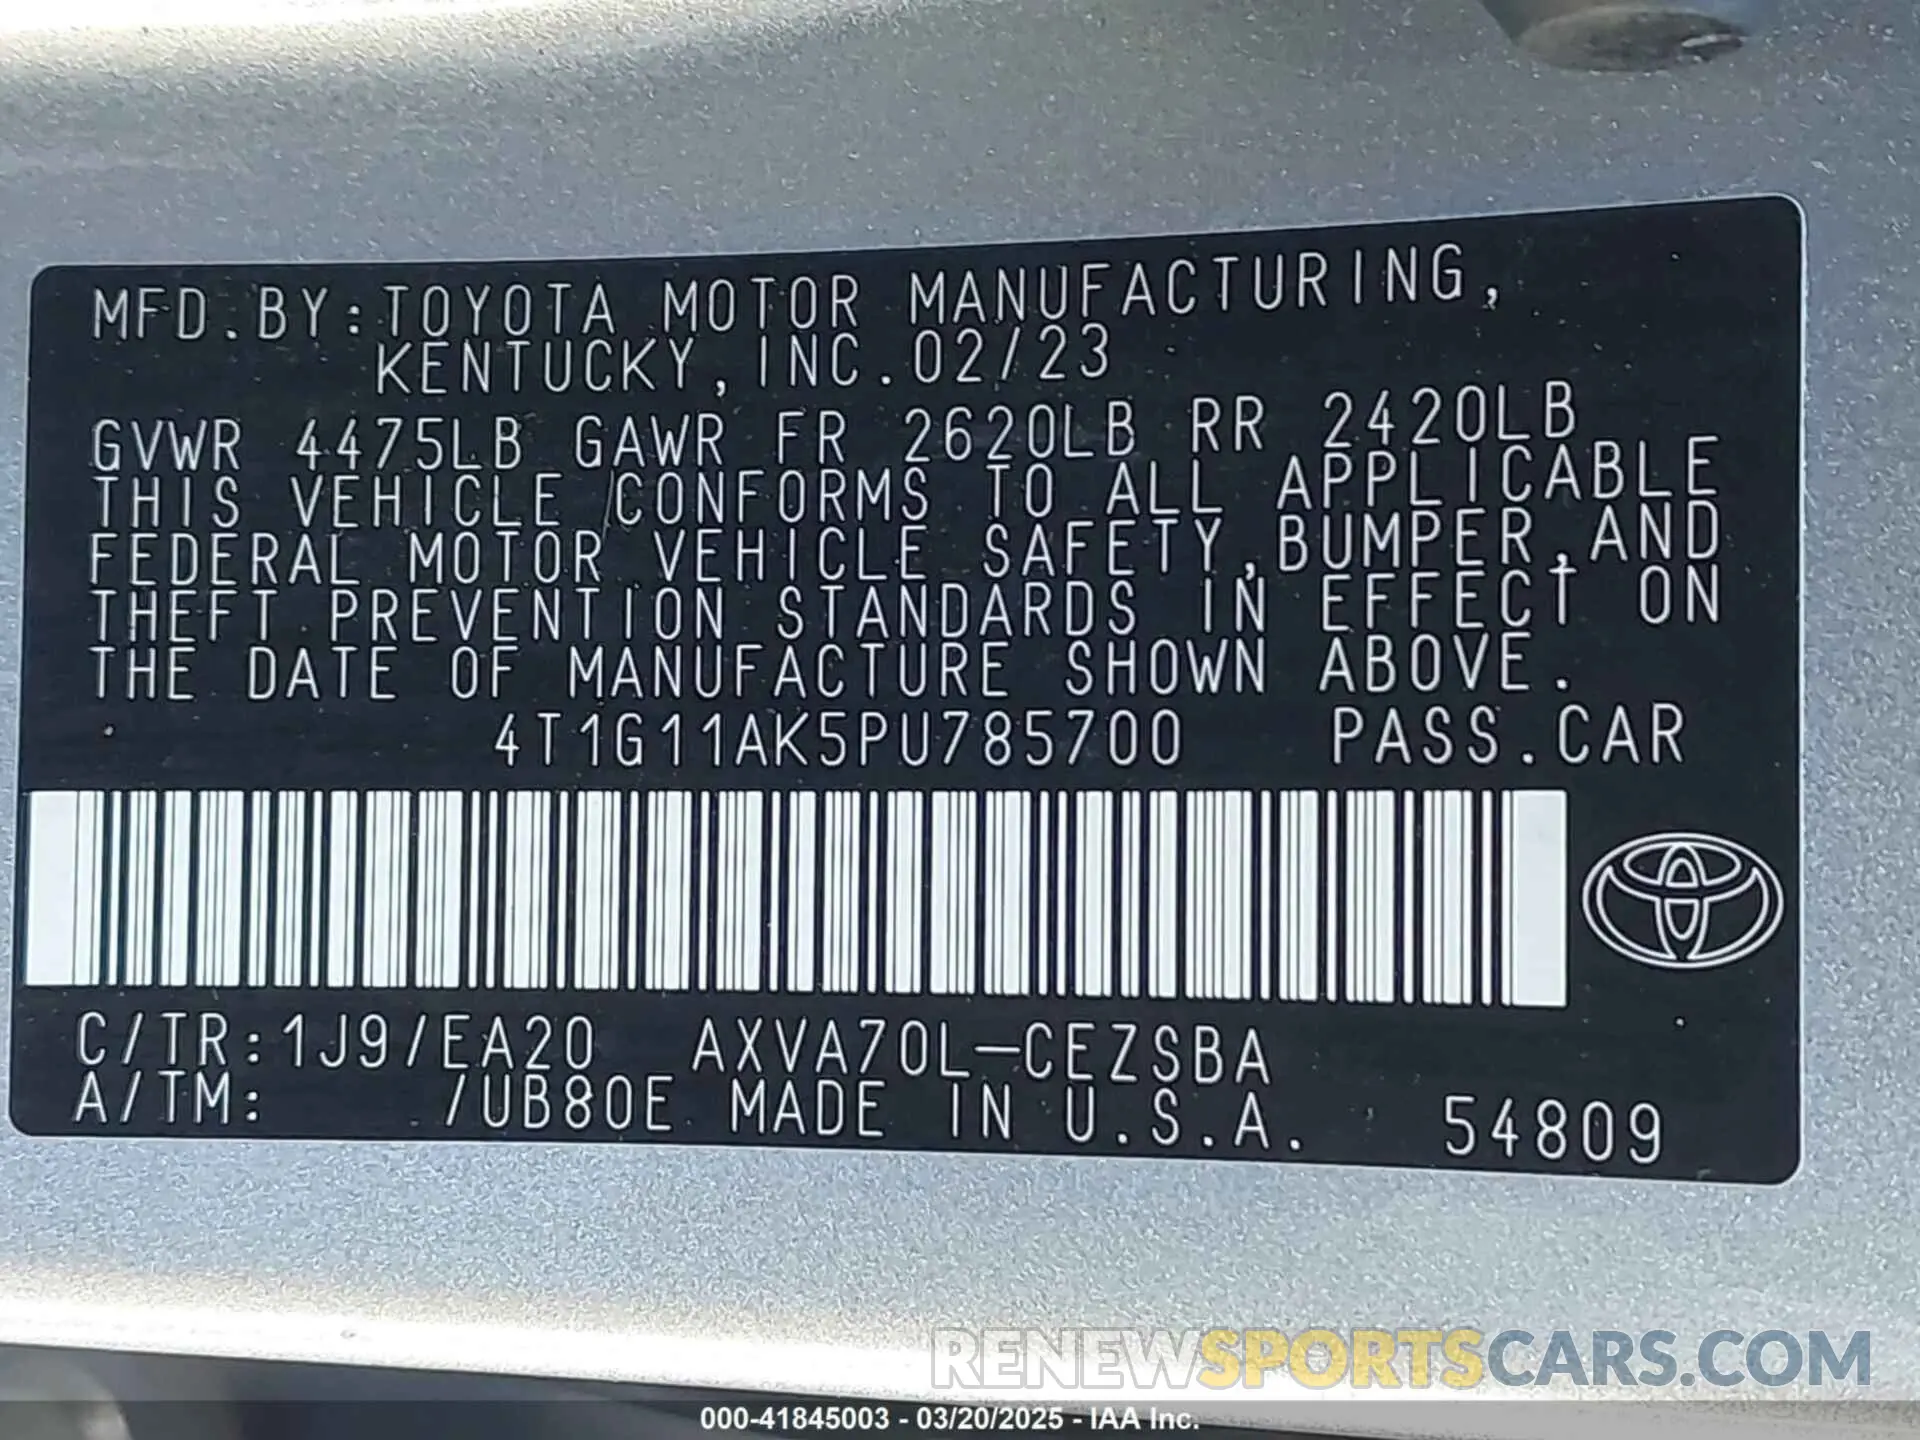 MFD.BY:TOYOTA MOTOR MANUFACTURING,
KENTUCKY,INC.02/23
GVWR 4475LB GAWR FR 2620LB RR 2420LB
THIS VEHICLE CONFORMS TO ALL APPLICABLE
FEDERAL MOTOR VEHICLE SAFETY,BUMPER,AND
THEFT PREVENTION STANDARDS IN EFFECT ON
THE DATE OF MANUFACTURE SHOWN ABOVE.
4T1G11AK5PU785700 PASS.CAR
C/TR:1J9/EA20 AXVA70L-CEZSBA
A/TM: /UB80E MADE IN U.S.A. 54809
RENEWSPORTSCARS.COM
000-41845003 - 03/20/2025 - IAA Inc.